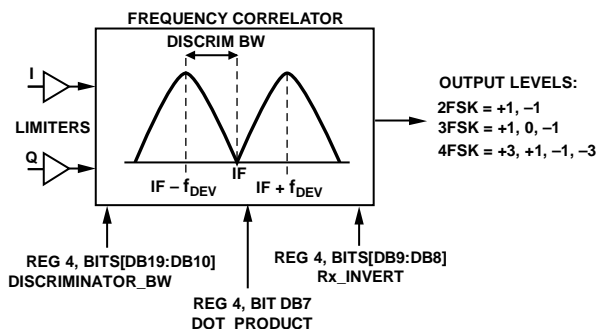 FREQUENCY CORRELATOR
DISCRIM BW
I
LIMITERS
Q
IF
IF – fDEV
IF + fDEV
OUTPUT LEVELS:
2FSK = +1, –1
3FSK = +1, 0, –1
4FSK = +3, +1, –1, –3
REG 4, BITS[DB19:DB10]
DISCRIMINATOR_BW
REG 4, BIT DB7
DOT_PRODUCT
REG 4, BITS[DB9:DB8]
Rx_INVERT